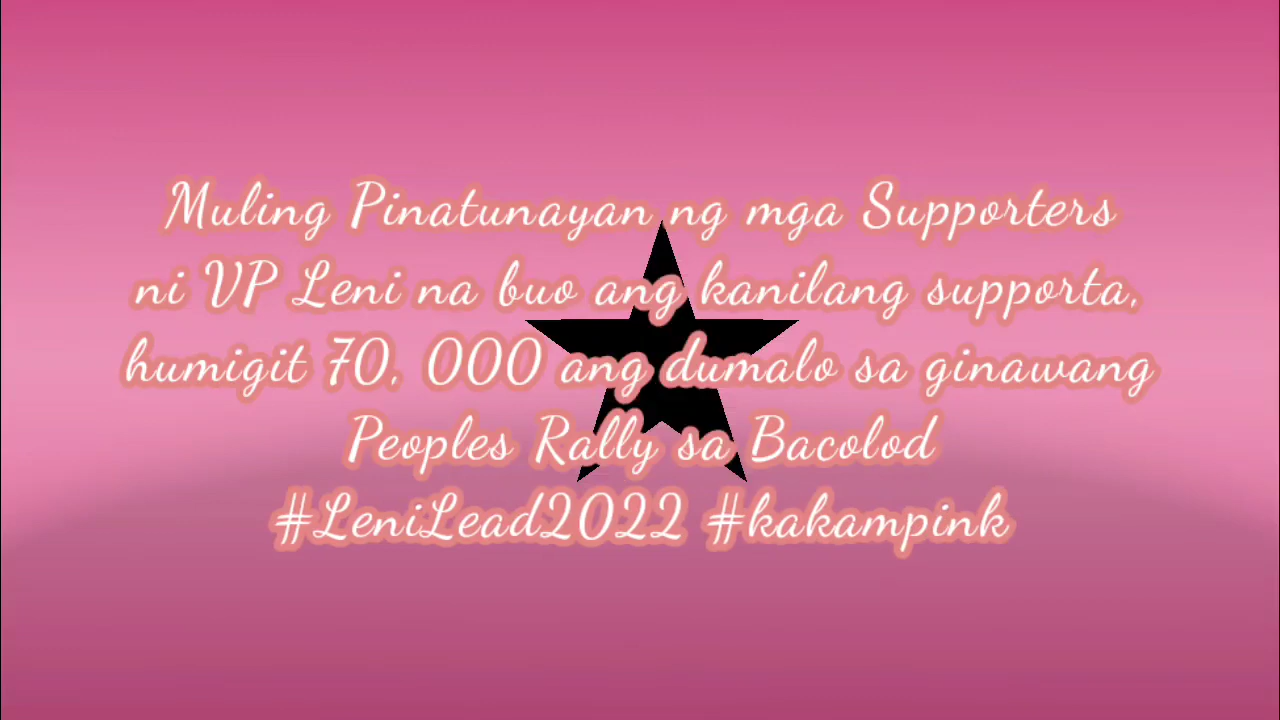 Muling Pinatunayan ng mga Supporters
ni VP Leni na buo ang kanilang supporta,
humigit 70, 000 ang dumalo sa ginawang
Peoples Rally sa Bacolod
#LeniLead2022 #kakampink